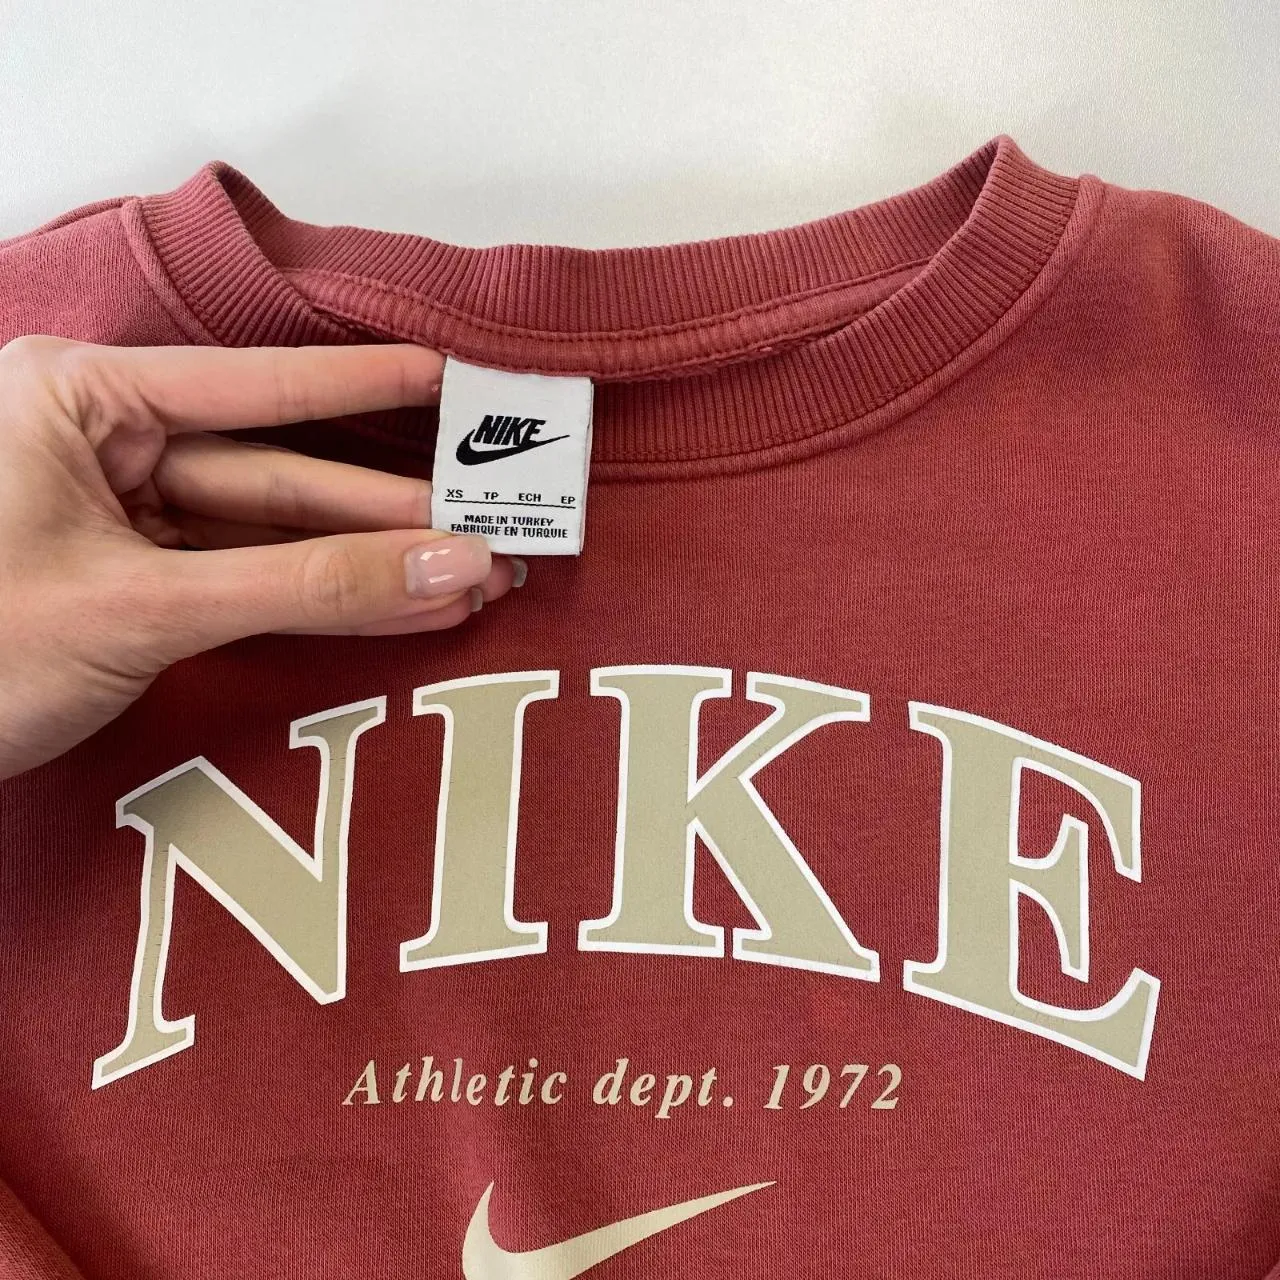 NIKE
XS TP ECH EP
MADE IN TURKEY
FABRIQUE EN TURQUIE
NIKE
Athletic dept. 1972